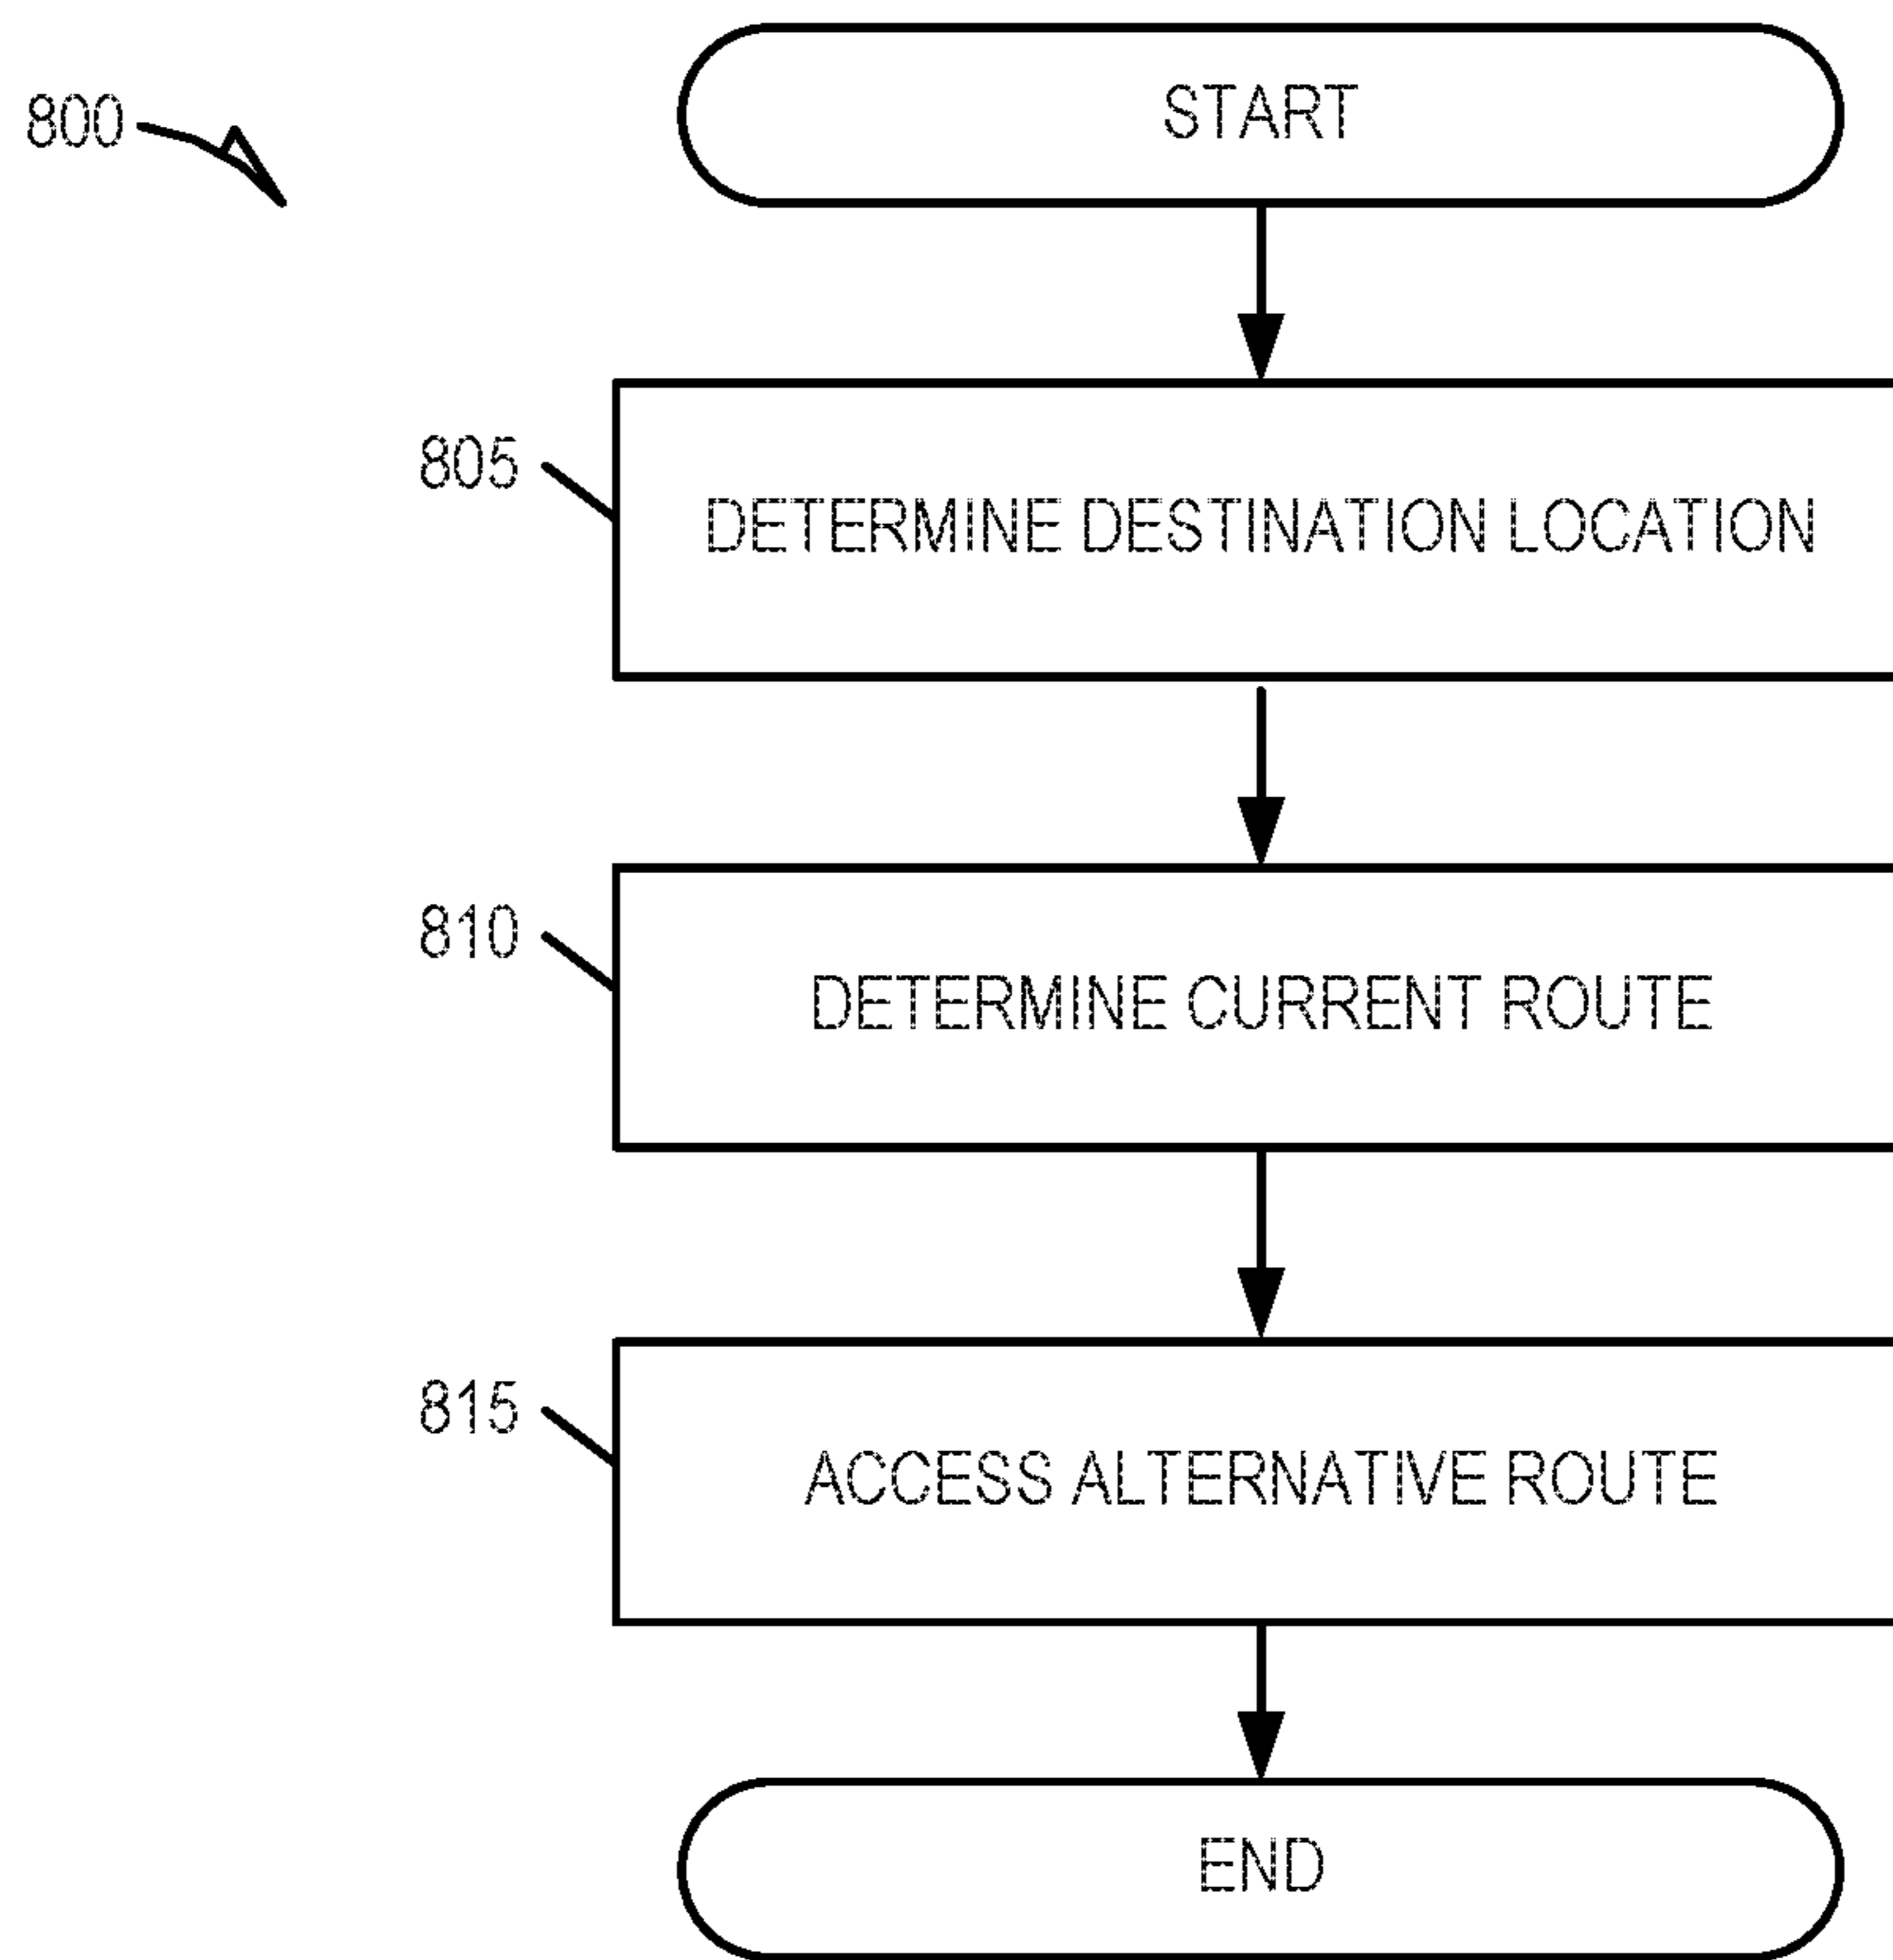 START
800
805
DETERMINE DESTINATION LOCATION
810
DETERMINE CURRENT ROUTE
815
ACCESS ALTERNATIVE ROUTE
END